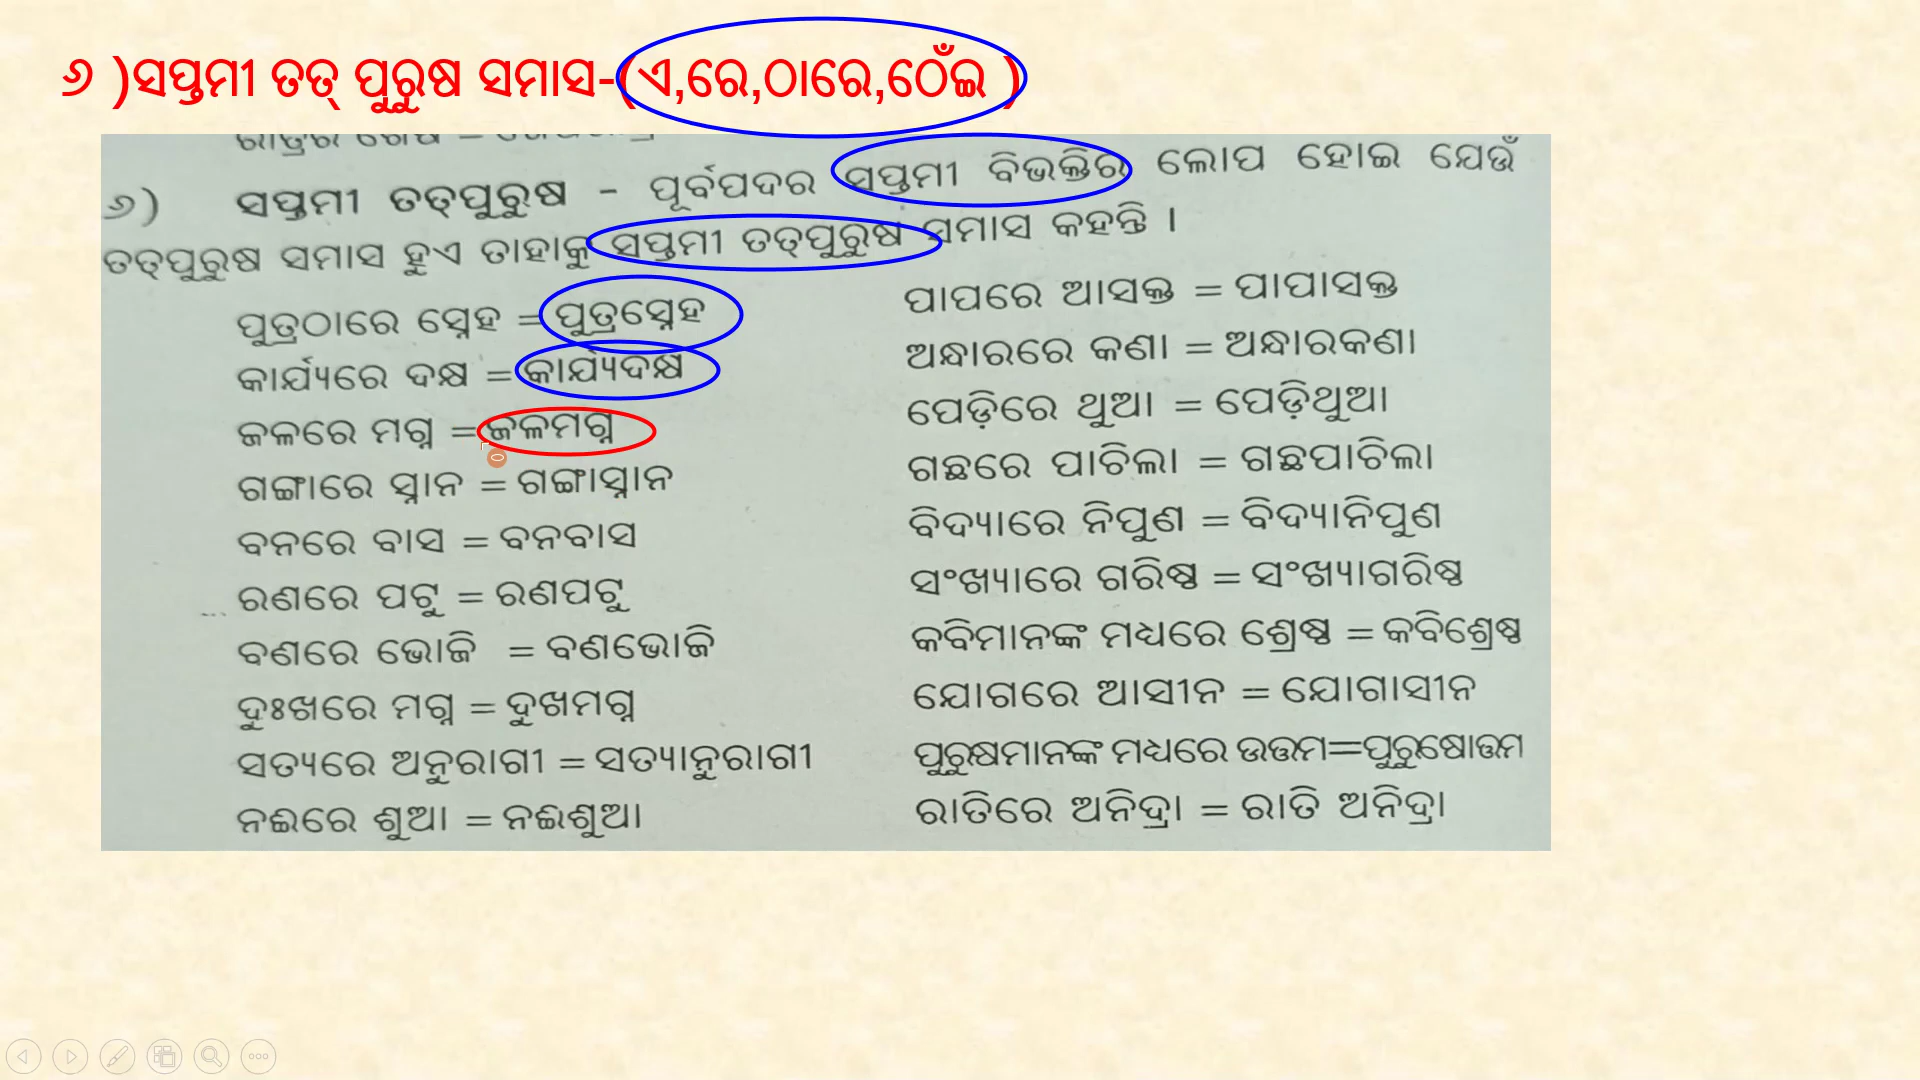 ୬ )ସପ୍ତମୀ ତତ୍ ପୁରୁଷ ସମାସ-(ଏ,ରେ,ଠାରେ,ଠେଁଇ )
୬) ସପ୍ତମୀ ତତ୍‌ପୁରୁଷ - ପୂର୍ବପଦର ସପ୍ତମୀ ବିଭକ୍ତିର ଲୋପ ହୋଇ ଯେଉଁ
ତତ୍‌ପୁରୁଷ ସମାସ ହୁଏ ତାହାକୁ ସପ୍ତମୀ ତତ୍‌ପୁରୁଷ ସମାସ କହନ୍ତି ।
ପୁତ୍ରଠାରେ ସ୍ନେହ = ପୁତ୍ରସ୍ନେହ
କାର୍ଯ୍ୟରେ ଦକ୍ଷ = କାର୍ଯ୍ୟଦକ୍ଷ
ଜଳରେ ମଗ୍ନ = ଜଳମଗ୍ନ
ଗଙ୍ଗାରେ ସ୍ନାନ = ଗଙ୍ଗାସ୍ନାନ
ବନରେ ବାସ = ବନବାସ
ରଣରେ ପଟୁ = ରଣପଟୁ
ବଣରେ ଭୋଜି = ବଣଭୋଜି
ଦୁଃଖରେ ମଗ୍ନ = ଦୁଖମଗ୍ନ
ସତ୍ୟରେ ଅନୁରାଗୀ = ସତ୍ୟାନୁରାଗୀ
ନଈରେ ଶୁଆ = ନଈଶୁଆ
ପାପରେ ଆସକ୍ତ = ପାପାସକ୍ତ
ଅନ୍ଧାରରେ କଣା = ଅନ୍ଧାରକଣା
ପେଡ଼ିରେ ଥୁଆ = ପେଡ଼ିଥୁଆ
ଗଛରେ ପାଚିଲା = ଗଛପାଚିଲା
ବିଦ୍ୟାରେ ନିପୁଣ = ବିଦ୍ୟାନିପୁଣ
ସଂଖ୍ୟାରେ ଗରିଷ୍ଠ = ସଂଖ୍ୟାଗରିଷ୍ଠ
କବିମାନଙ୍କ ମଧ୍ୟରେ ଶ୍ରେଷ୍ଠ = କବିଶ୍ରେଷ୍ଠ
ଯୋଗରେ ଆସୀନ = ଯୋଗାସୀନ
ପୁରୁଷମାନଙ୍କ ମଧ୍ୟରେ ଉତ୍ତମ=ପୁରୁଷୋତ୍ତମ
ରାତିରେ ଅନିଦ୍ରା = ରାତି ଅନିଦ୍ରା